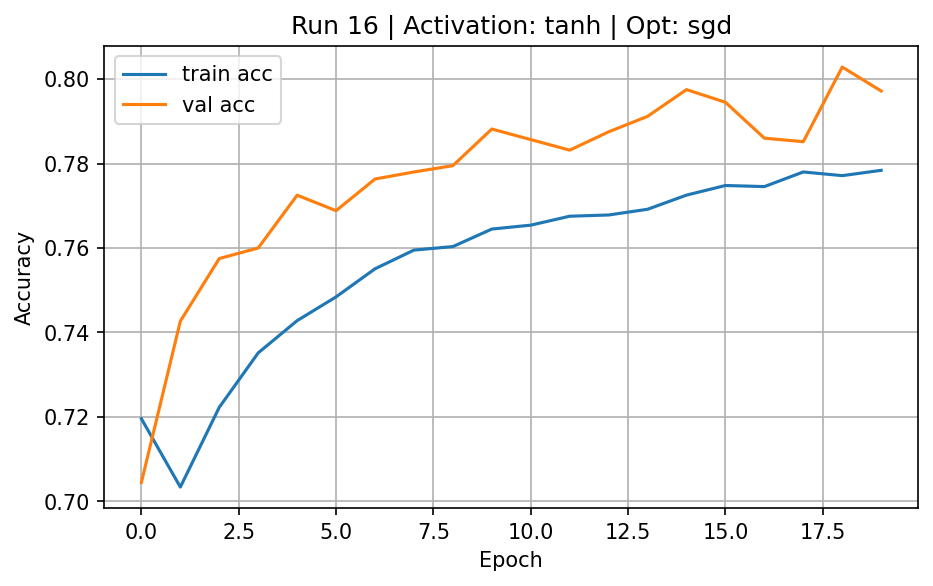 Run 16 | Activation: tanh | Opt: sgd
train acc
val acc
0.80
0.78
0.76
0.74
0.72
0.70
Accuracy
0.0 2.5 5.0 7.5 10.0 12.5 15.0 17.5
Epoch